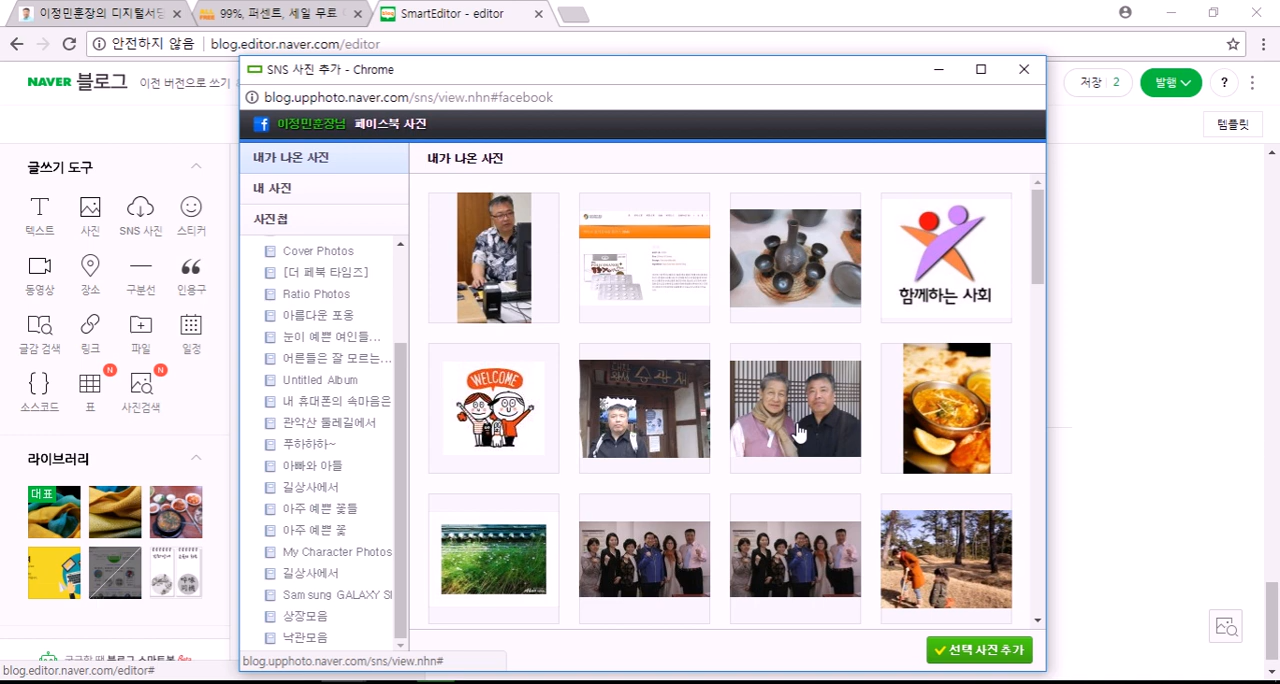 이정민훈장의 디지털서당
99%, 퍼센트, 세일 무료
SmartEditor - editor
안전하지 않음 blog.editor.naver.com/editor
NAVER 블로그 이전 버전으로 쓰기
저장 2 발행 ?
템플릿
글쓰기 도구
텍스트 사진 SNS 사진 스티커
동영상 장소 구분선 인용구
글감 검색 링크 파일 일정
N N
소스코드 표 사진검색
라이브러리
대표
궁금할 땐 블로그 스마트봇 Beta
blog.editor.naver.com/editor#
SNS 사진 추가 - Chrome
blog.upphoto.naver.com/sns/view.nhn#facebook
이정민훈장님 페이스북 사진
내가 나온 사진
내 사진
사진첩
Cover Photos
[더 페북 타임즈]
Ratio Photos
아름다운 포옹
눈이 예쁜 여인들...
어른들은 잘 모르는...
Untitled Album
내 휴대폰의 속마음은
관악산 둘레길에서
푸하하하~
아빠와 아들
길상사에서
아주 예쁜 꽃들
아주 예쁜 꽃
My Character Photos
길상사에서
Samsung GALAXY S
상장모음
낙관모음
blog.upphoto.naver.com/sns/view.nhn#
내가 나온 사진
함께하는 사회
WELCOME
선택 사진 추가